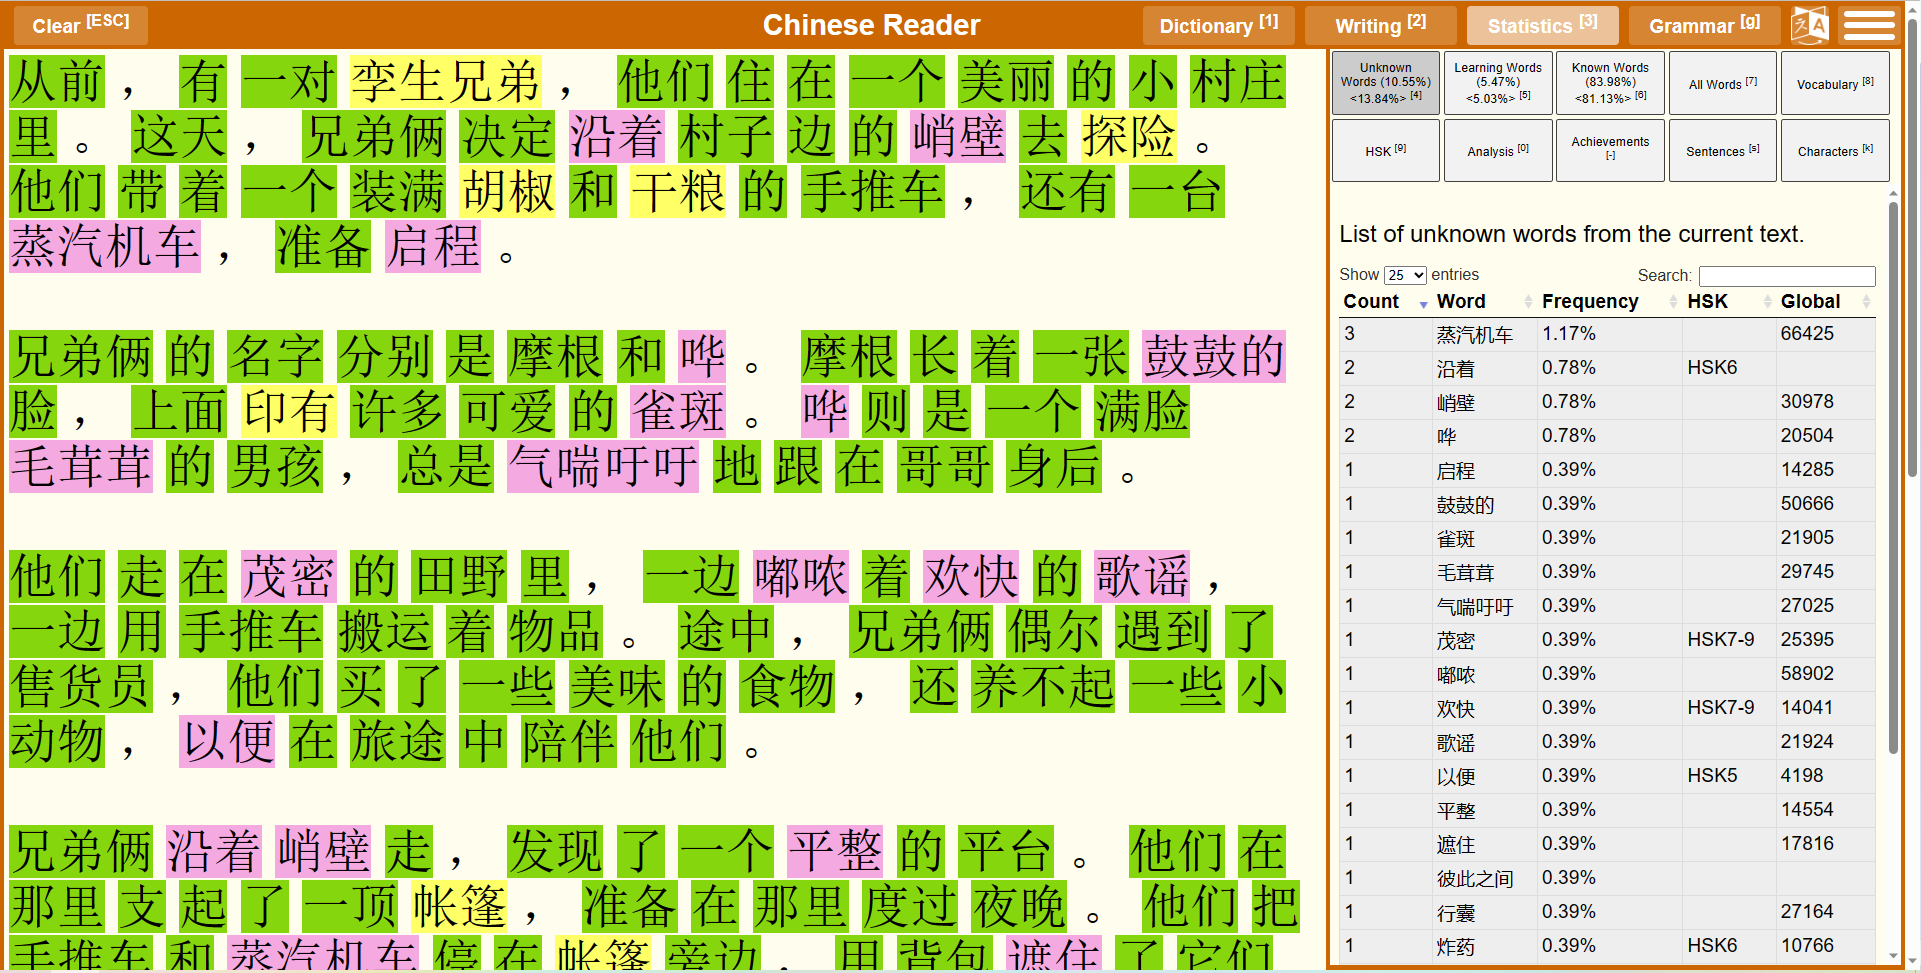 Clear [ESC]
Chinese Reader
Dictionary [1]
Writing [2]
Statistics [3]
Grammar [g]
从前 ， 有 一对 孪生兄弟 ， 他们 住 在 一个 美丽 的 小 村庄
里 。 这天 ， 兄弟俩 决定 沿着 村子 边 的 峭壁 去 探险 。
他们 带 着 一个 装满 胡椒 和 干粮 的 手推车 ， 还有 一台
蒸汽机车 ， 准备 启程 。
兄弟俩 的 名字 分别 是 摩根 和 哗 。 摩根 长 着 一张 鼓鼓的
脸 ， 上面 印有 许多 可爱 的 雀斑 。 哗 则 是 一个 满脸
毛茸茸 的 男孩 ， 总是 气喘吁吁 地 跟 在 哥哥 身后 。
他们 走 在 茂密 的 田野 里 ， 一边 嘟哝 着 欢快 的 歌谣 ，
一边 用 手推车 搬运 着 物品 。 途中 ， 兄弟俩 偶尔 遇到 了
售货员 ， 他们 买 了 一些 美味 的 食物 ， 还 养不起 一些 小
动物 ， 以便 在 旅途 中 陪伴 他们 。
兄弟俩 沿着 峭壁 走 ， 发现 了 一个 平整 的 平台 。 他们 在
那里 支 起 了 一顶 帐篷 ， 准备 在 那里 度过 夜晚 。 他们 把
手推车 和 蒸汽机车 停 在 帐篷 旁边 ， 用 背包 遮住 了 它们
Unknown Words (10.55%) <13.84%> [4]
Learning Words (5.47%) <5.03%> [5]
Known Words (83.98%) <81.13%> [6]
All Words [7]
Vocabulary [8]
HSK [9]
Analysis [0]
Achievements [-]
Sentences [s]
Characters [k]
List of unknown words from the current text.
Show 25 entries
Search:
Count Word Frequency HSK Global
3 蒸汽机车 1.17% 66425
2 沿着 0.78% HSK6
2 峭壁 0.78% 30978
2 哗 0.78% 20504
1 启程 0.39% 14285
1 鼓鼓的 0.39% 50666
1 雀斑 0.39% 21905
1 毛茸茸 0.39% 29745
1 气喘吁吁 0.39% 27025
1 茂密 0.39% HSK7-9 25395
1 嘟哝 0.39% 58902
1 欢快 0.39% HSK7-9 14041
1 歌谣 0.39% 21924
1 以便 0.39% HSK5 4198
1 平整 0.39% 14554
1 遮住 0.39% 17816
1 彼此之间 0.39%
1 行囊 0.39% 27164
1 炸药 0.39% HSK6 10766